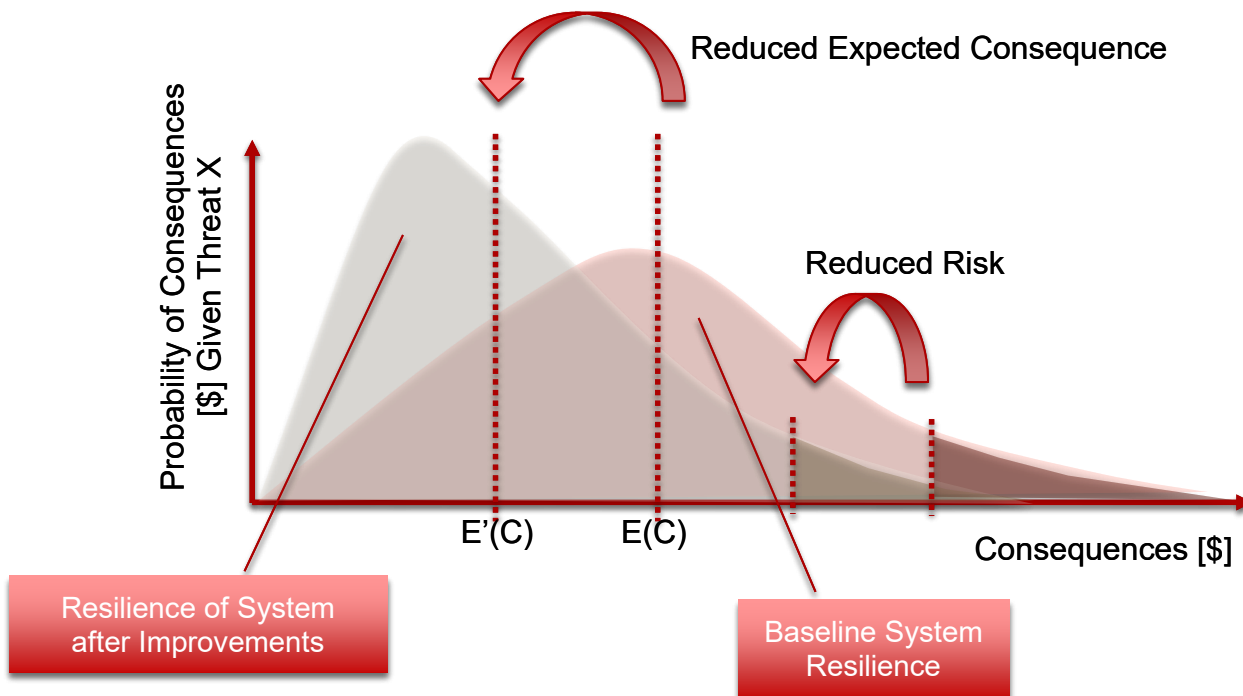 Reduced Expected Consequence
Probability of Consequences
[$] Given Threat X
Reduced Risk
E’(C)
E(C)
Consequences [$]
Resilience of System
after Improvements
Baseline System
Resilience